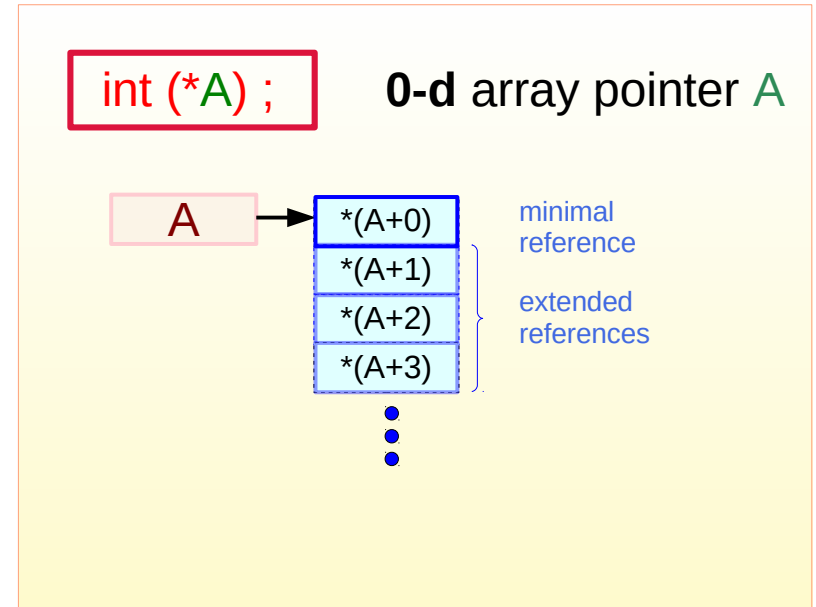 int (*A) ;
0-d array pointer A
A
*(A+0)
minimal
reference
*(A+1)
*(A+2)
*(A+3)
extended
references